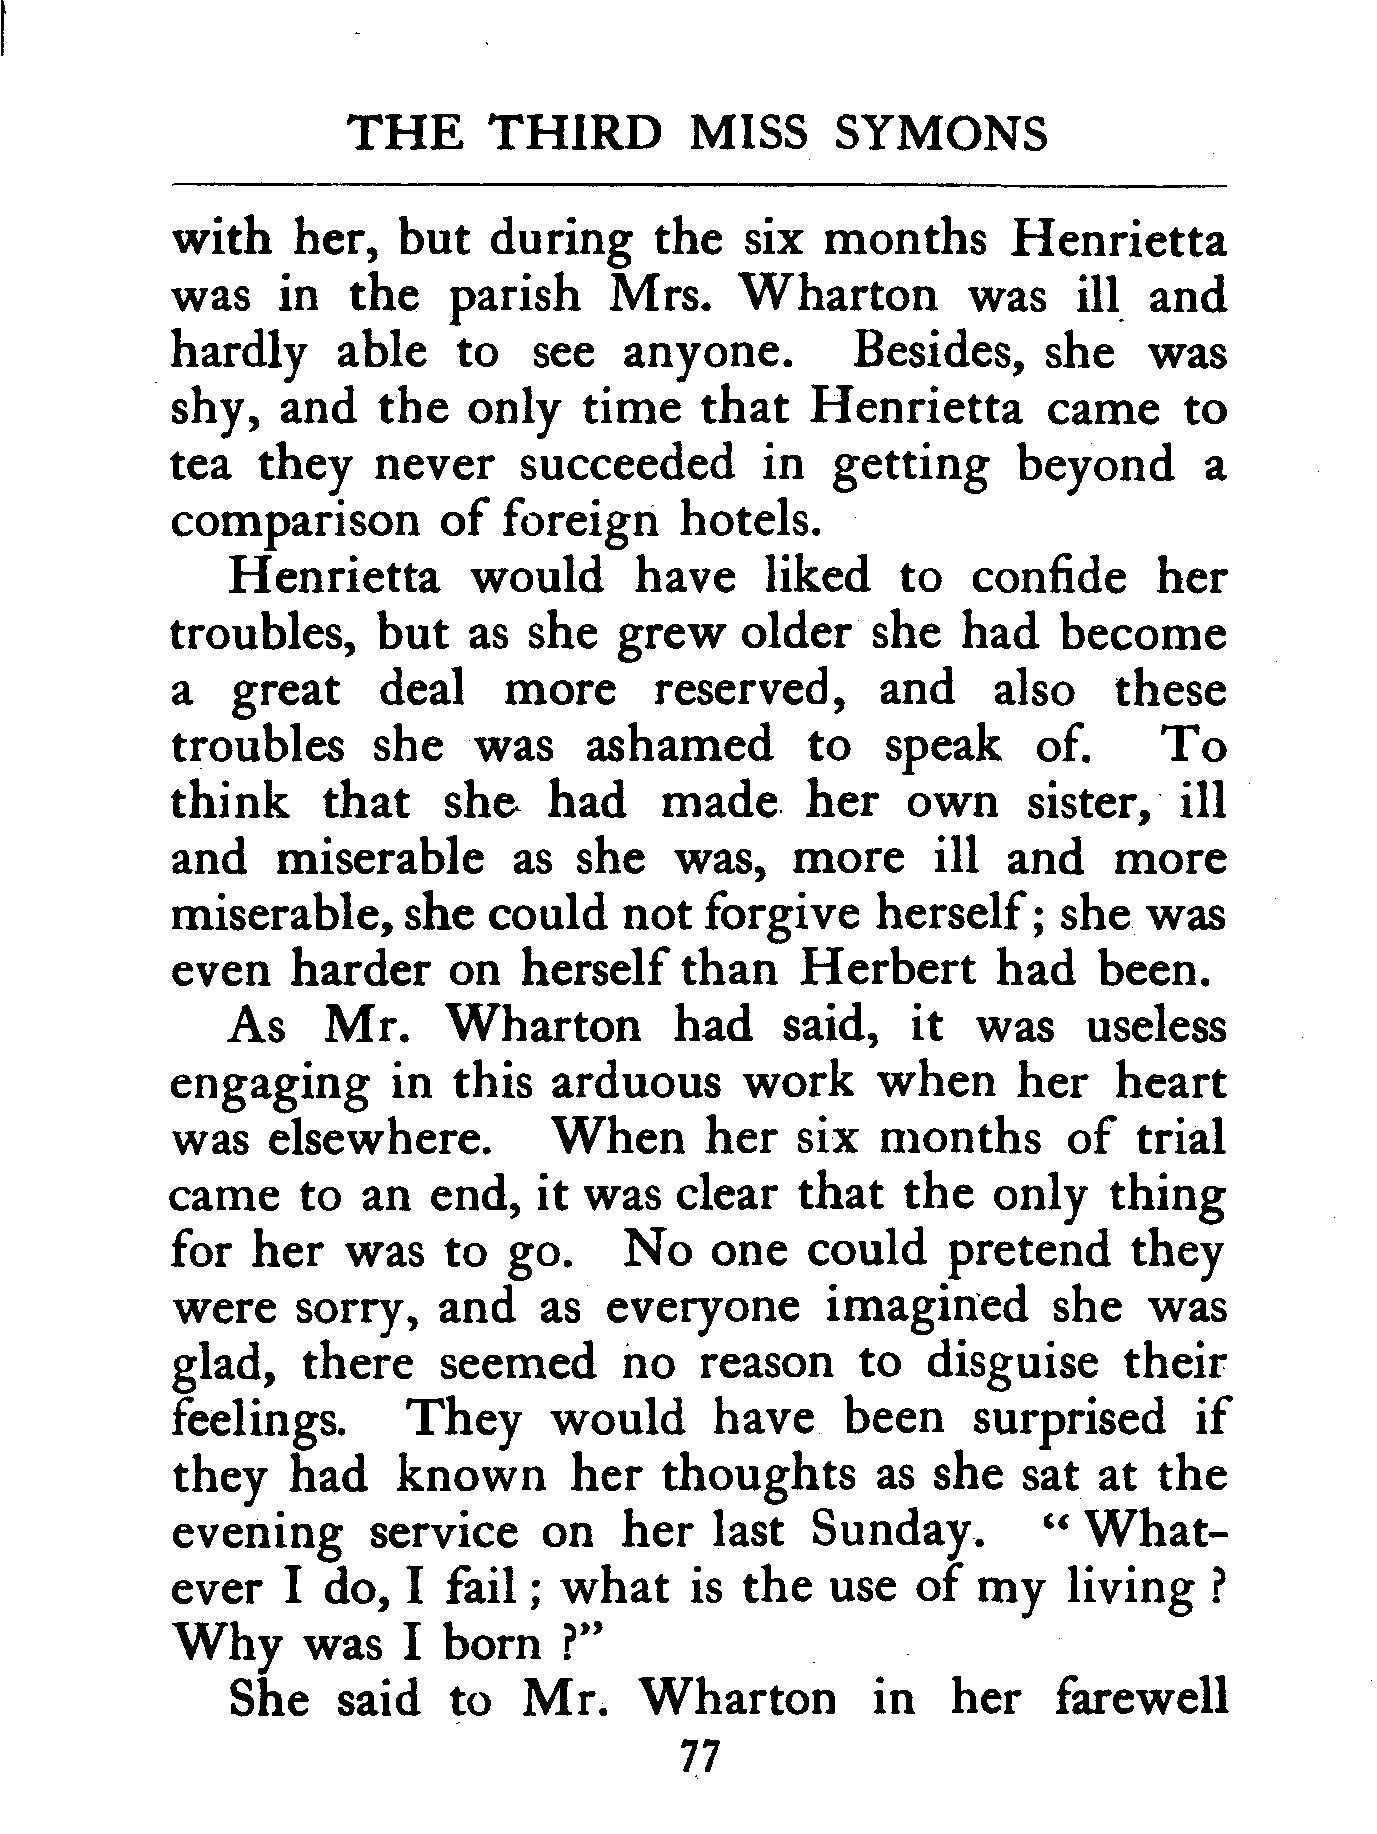 THE THIRD MISS SYMONS
with her, but during the six months Henrietta
was in the parish Mrs. Wharton was ill and
hardly able to see anyone. Besides, she was
shy, and the only time that Henrietta came to
tea they never succeeded in getting beyond a
comparison of foreign hotels.
Henrietta would have liked to confide her
troubles, but as she grew older she had become
a great deal more reserved, and also these
troubles she was ashamed to speak of. To
think that she had made her own sister, ill
and miserable as she was, more ill and more
miserable, she could not forgive herself ; she was
even harder on herself than Herbert had been.
As Mr. Wharton had said, it was useless
engaging in this arduous work when her heart
was elsewhere. When her six months of trial
came to an end, it was clear that the only thing
for her was to go. No one could pretend they
were sorry, and as everyone imagined she was
glad, there seemed no reason to disguise their
feelings. They would have been surprised if
they had known her thoughts as she sat at the
evening service on her last Sunday. “ What-
ever I do, I fail ; what is the use of my living ?
Why was I born ?”
She said to Mr. Wharton in her farewell
77